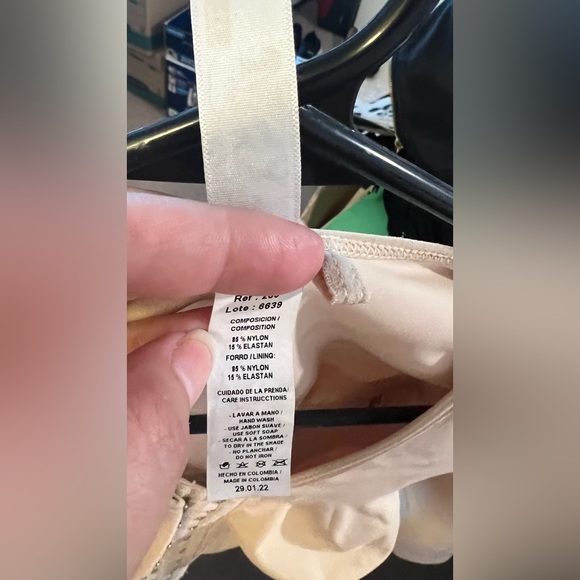 Ref :
Lote : 6639
COMPOSICION /
COMPOSITION
85 % NYLON
15 % ELASTAN
FORRO / LINING:
85 % NYLON
15 % ELASTAN
CUIDADO DE LA PRENDA/
CARE INSTRUCCTIONS
- LAVAR A MANO /
HAND WASH
- USE JABON SUAVE /
USE SOFT SOAP
- SECAR A LA SOMBRA /
TO DRY IN THE SHADE
- NO PLANCHAR /
DO NOT IRON
HECHO EN COLOMBIA /
MADE IN COLOMBIA
29.01.22